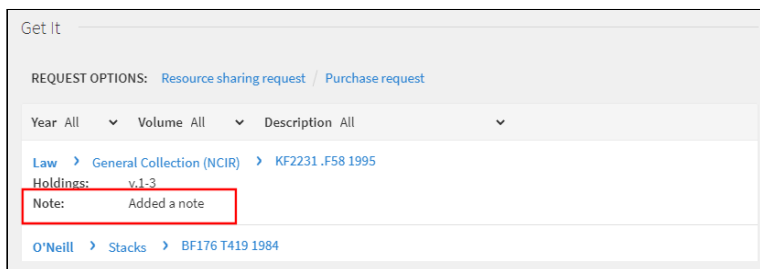 Get It
REQUEST OPTIONS: Resource sharing request / Purchase request
Year All Volume All Description All
Law > General Collection (NCIR) > KF2231 .F58 1995
Holdings: v.1-3
Note: Added a note
O'Neill > Stacks > BF176 T419 1984